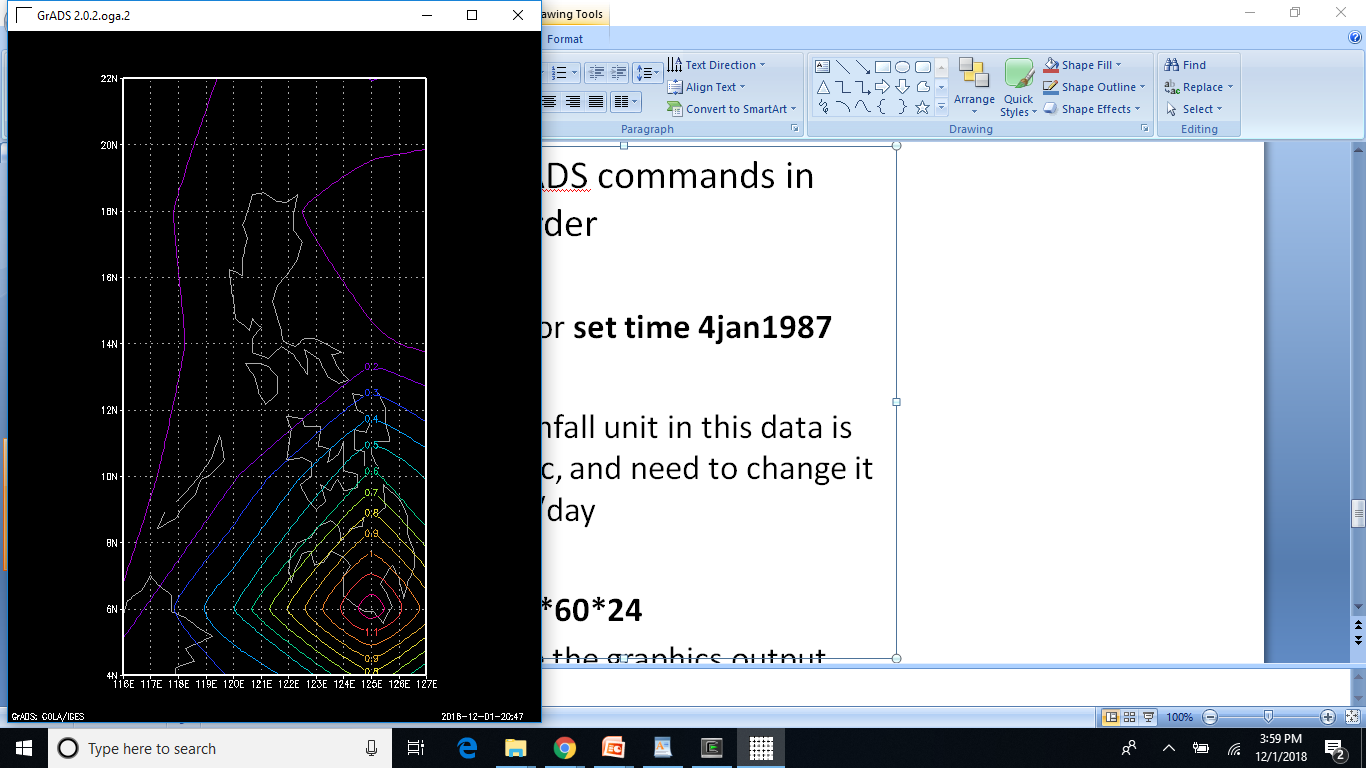 GrADS 2.0.2.oga.2
awing Tools
Format
Text Direction
Align Text
Convert to SmartArt
Paragraph
Arrange
Quick
Styles
Shape Fill
Shape Outline
Shape Effects
Drawing
Find
Replace
Select
Editing
22N
20N
18N
16N
14N
12N
10N
8N
6N
4N
116E 117E 118E 119E 120E 121E 122E 123E 124E 125E 126E 127E
0.2
0.3
0.4
0.5
0.6
0.7
0.8
0.9
1
1.1
0.9
GrADS: COLA/IGES
2018-12-01-20:47
ADS commands in
rder
or set time 4jan1987
nfall unit in this data is
c, and need to change it
/day
*60*24
the graphics output
100%
Type here to search
3:59 PM
12/1/2018
2